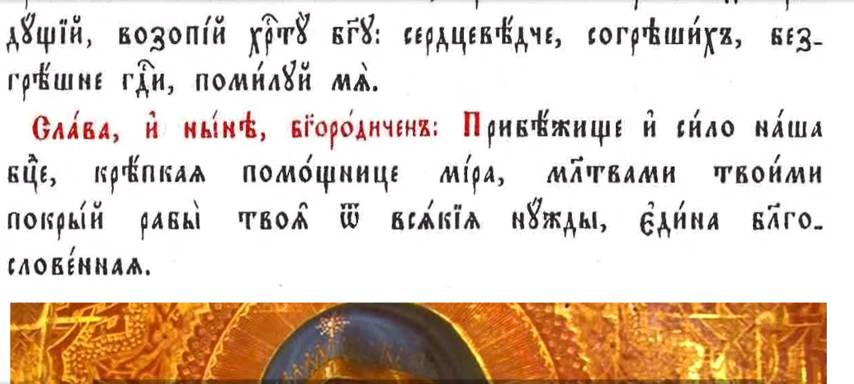 дꙋшїй, возопі́й хрⷭ҇тꙋ̀ бг҃ꙋ: сердцевѣ́дче, согрѣши́хъ, без-
грѣ́шне гдⷭ҇и, поми́лꙋй мѧ̀.
Сла́ва, и҆ ны́нѣ, бг҃оро́диченъ: Прибѣ́жище и҆ си́ло на́ша
бцⷣе, крѣ́пкаѧ помо́щнице мі́ра, мл҃твами твои́ми
покры́й рабы̀ твоѧ̑ ѿ всѧ́кїѧ нꙋ́жды, є҆ди́на бл҃го-
слове́ннаѧ.